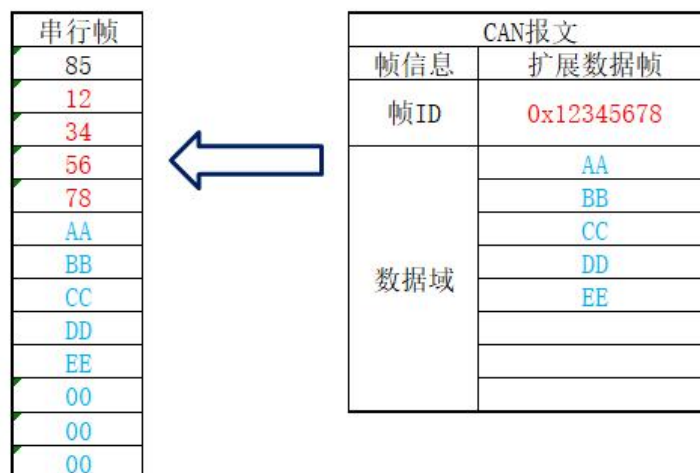 串行帧
85
12
34
56
78
AA
BB
CC
DD
EE
00
00
00
CAN报文
帧信息 扩展数据帧
帧ID 0x12345678
数据域
AA
BB
CC
DD
EE